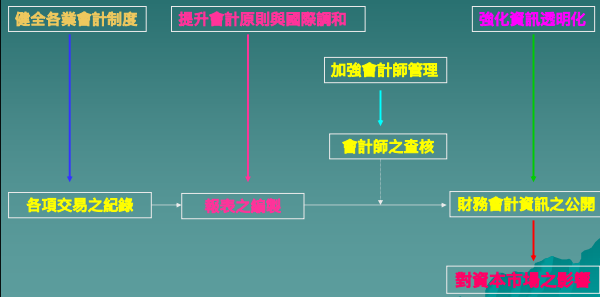 健全各業會計制度
提升會計原則與國際調和
強化資訊透明化
加強會計師管理
會計師之查核
各項交易之紀錄
報表之編製
財務會計資訊之公開
對資本市場之影響